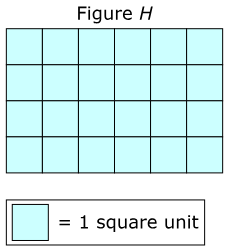 Figure H
= 1 square unit